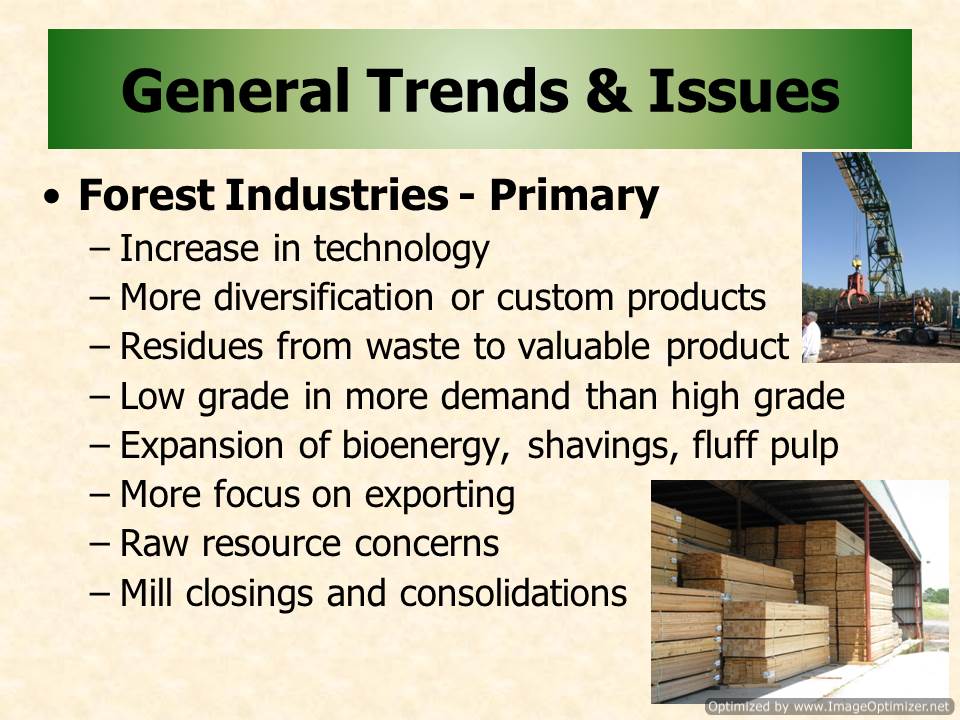 General Trends & Issues
• Forest Industries - Primary
– Increase in technology
– More diversification or custom products
– Residues from waste to valuable product
– Low grade in more demand than high grade
– Expansion of bioenergy, shavings, fluff pulp
– More focus on exporting
– Raw resource concerns
– Mill closings and consolidations
Optimized by www.ImageOptimizer.net